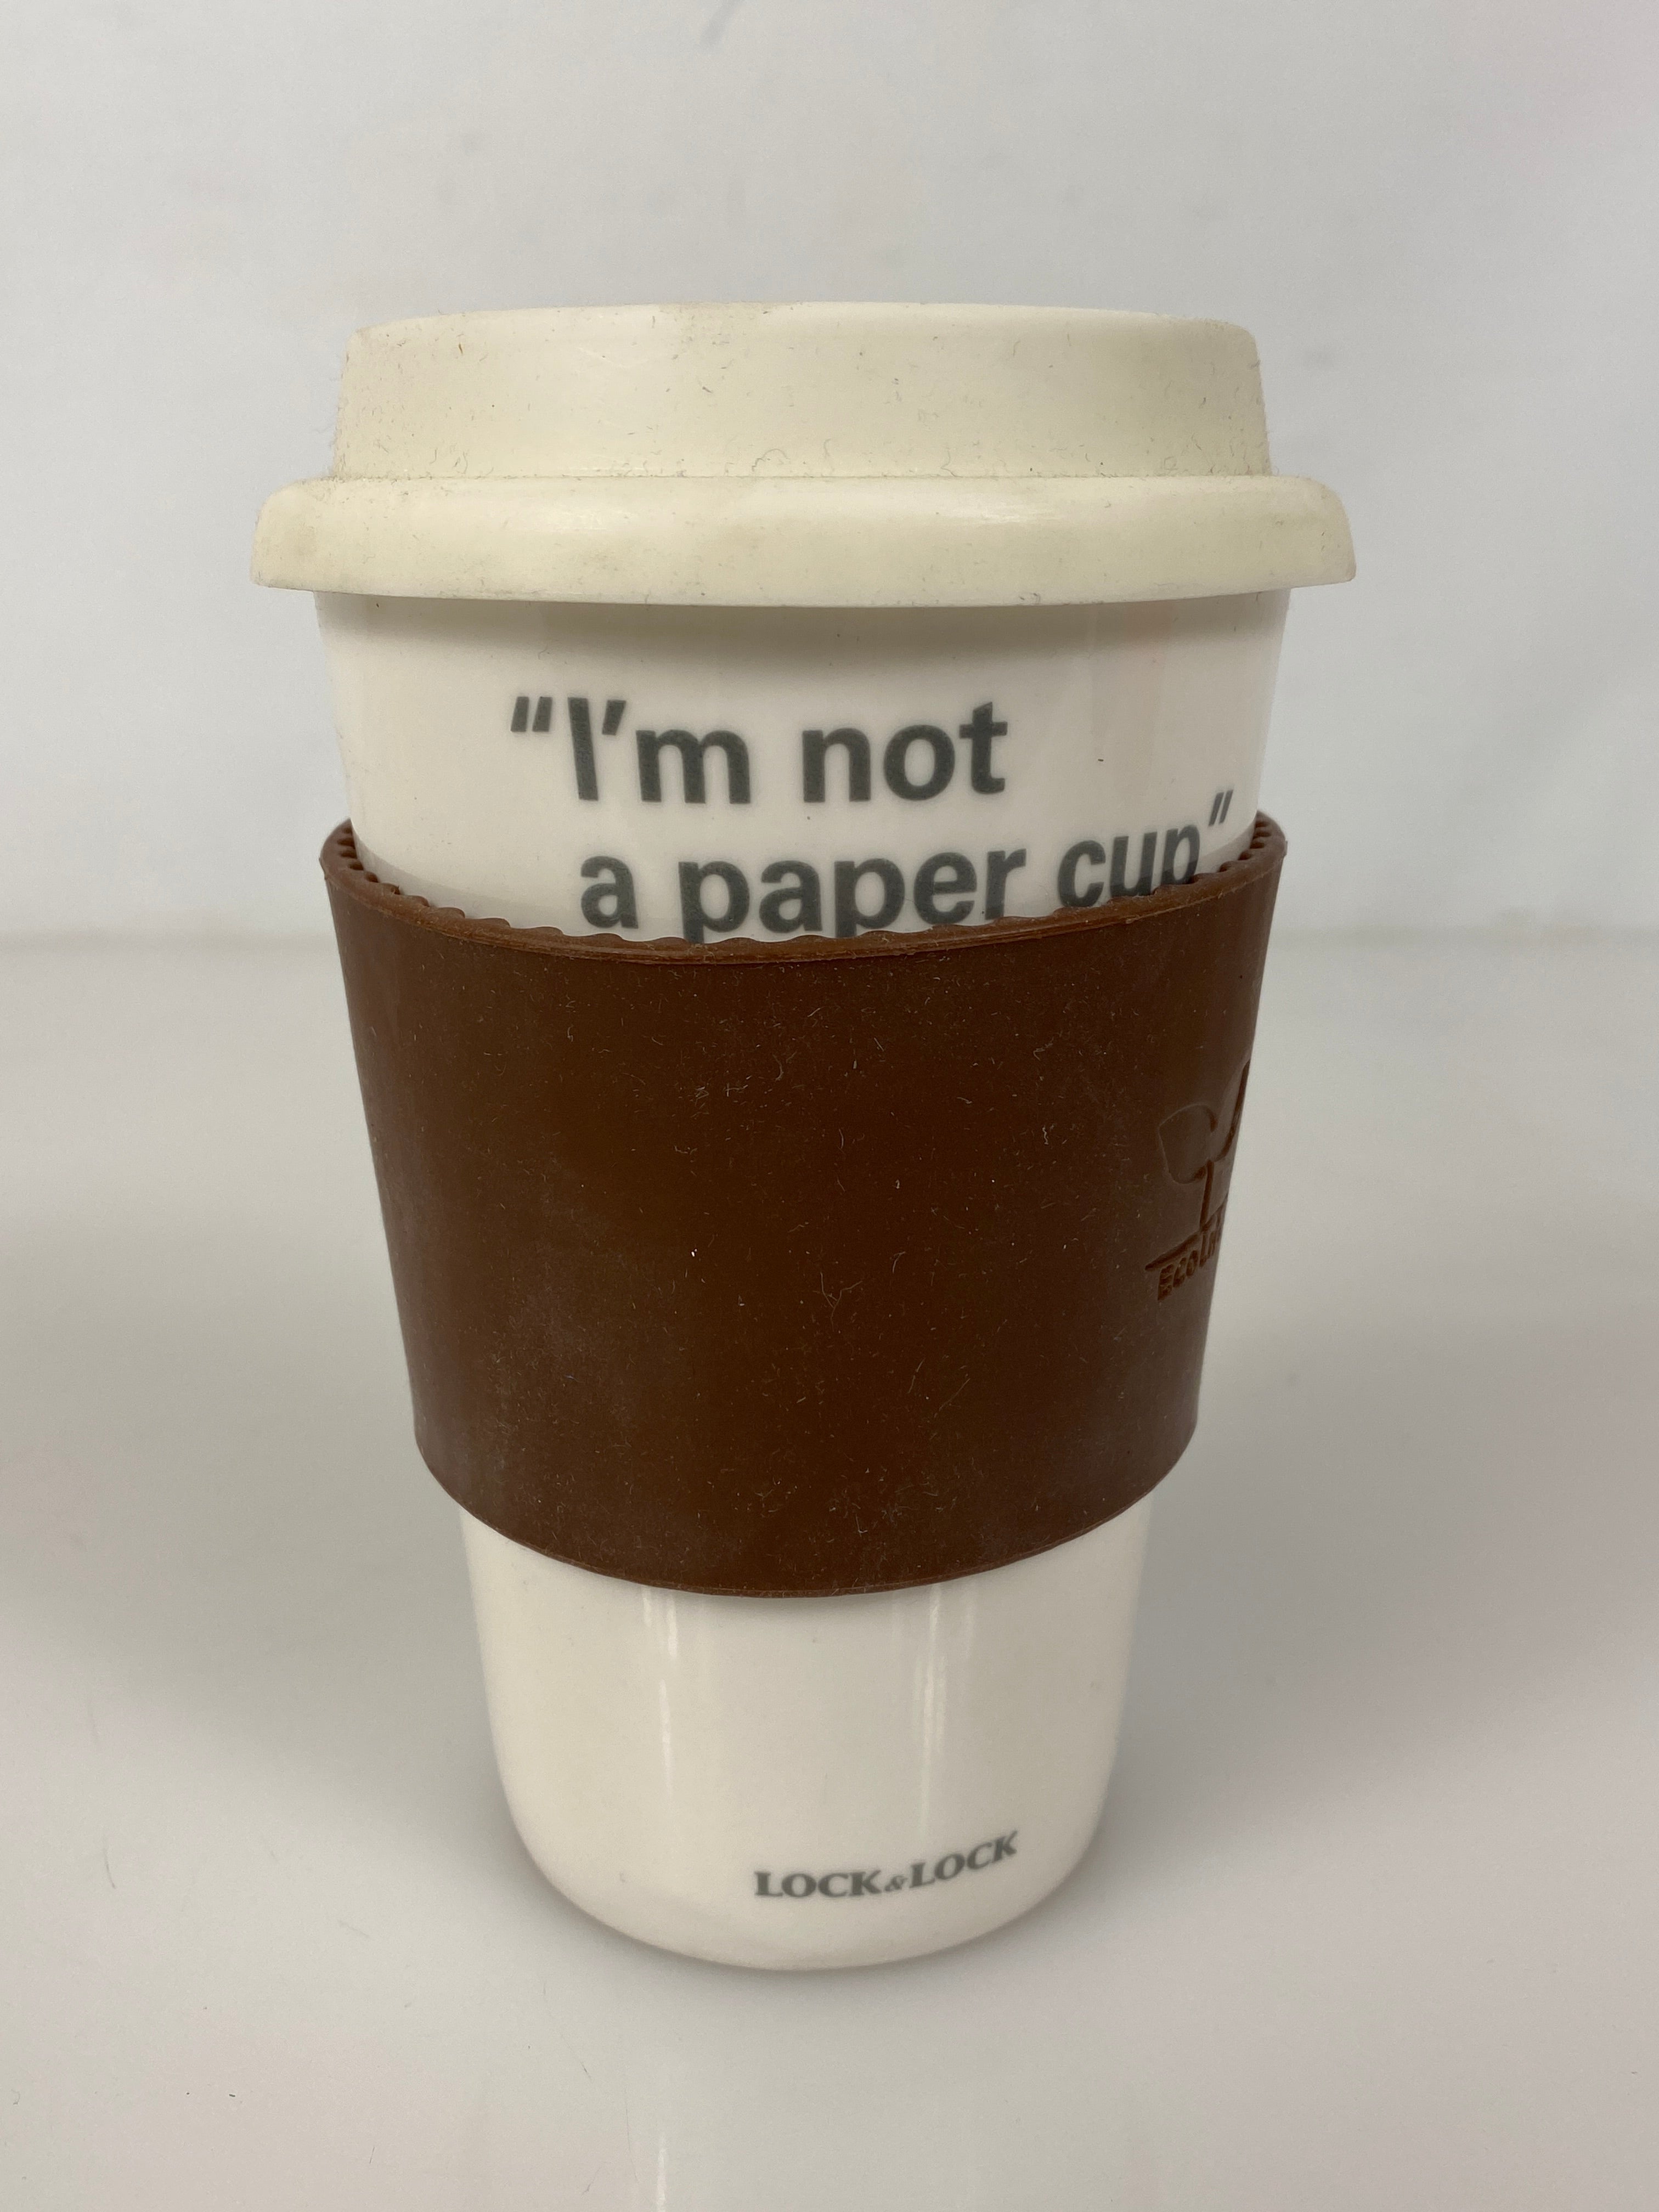 “I’m not
a paper cup”
LOCK&LOCK